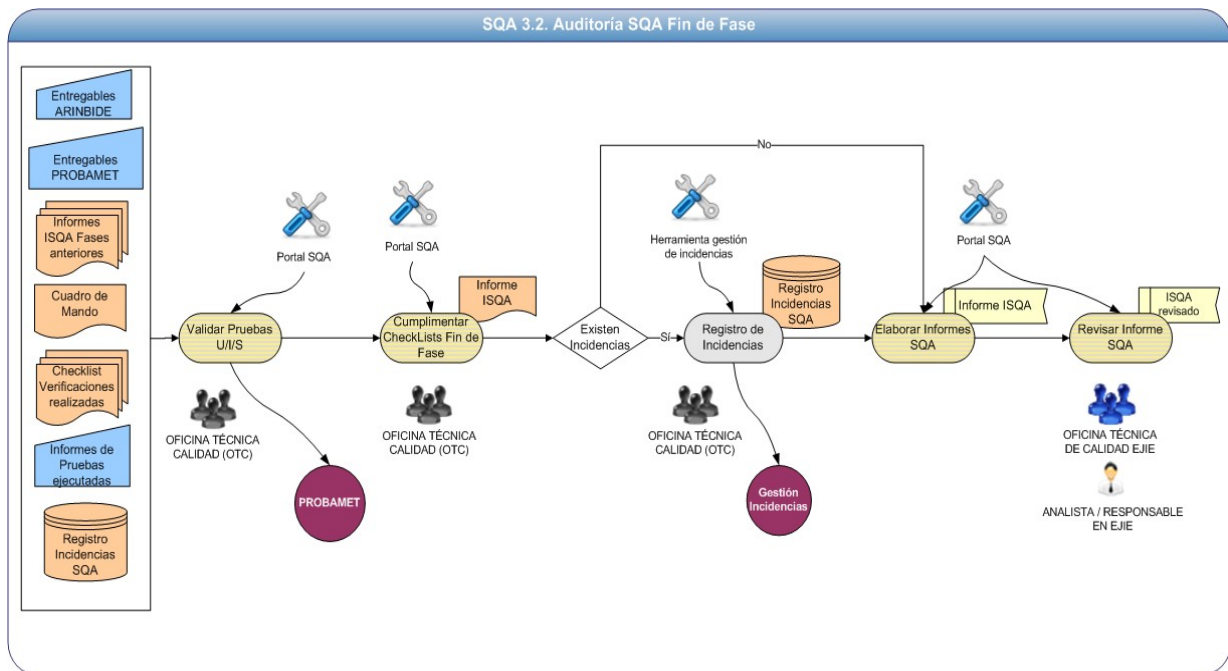 SQA 3.2. Auditoría SQA Fin de Fase
Entregables
ARINBIDE
Entregables
PROBAMET
Informes
ISQA Fases
anteriores
Cuadro de
Mando
Checklist
Verificaciones
realizadas
Informes de
Pruebas
ejecutadas
Registro
Incidencias
SQA
Portal SQA
Validar Pruebas
U/I/S
OFICINA TÉCNICA
CALIDAD (OTC)
PROBAMET
Portal SQA
Informe
ISQA
Cumplimentar
CheckLists Fin de
Fase
OFICINA TÉCNICA
CALIDAD (OTC)
Existen
Incidencias
No
Sí
Herramienta gestión
de incidencias
Registro
Incidencias
SQA
Registro de
Incidencias
OFICINA TÉCNICA
CALIDAD (OTC)
Gestión
Incidencias
Portal SQA
Informe ISQA
Elaborar Informes
SQA
ISQA
revisado
Revisar Informe
SQA
OFICINA TÉCNICA
DE CALIDAD EJIE
ANALISTA / RESPONSABLE
EN EJIE